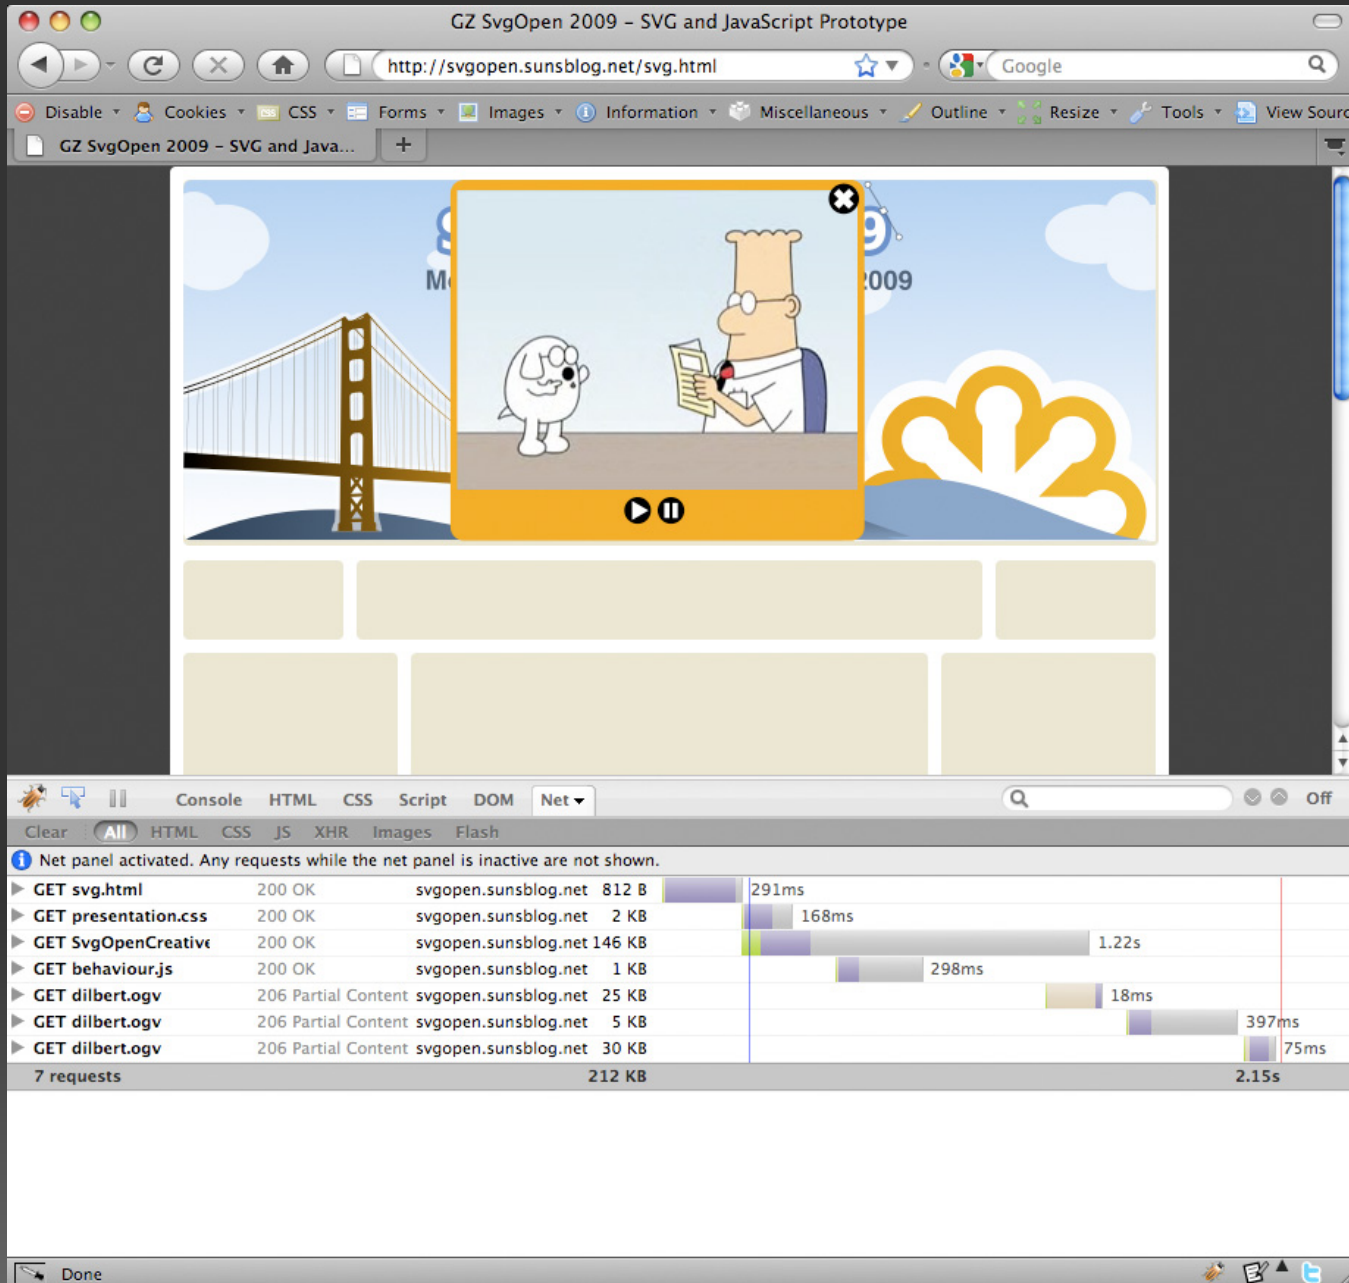 GZ SvgOpen 2009 – SVG and JavaScript Prototype
http://svgopen.sunsblog.net/svg.html Google
Disable Cookies CSS Forms Images Information Miscellaneous Outline Resize Tools View Sourc
GZ SvgOpen 2009 – SVG and Java... +
9
2009
Console HTML CSS Script DOM Net Off
Clear All HTML CSS JS XHR Images Flash
Net panel activated. Any requests while the net panel is inactive are not shown.
GET svg.html 200 OK svgopen.sunsblog.net 812 B 291ms
GET presentation.css 200 OK svgopen.sunsblog.net 2 KB 168ms
GET SvgOpenCreative 200 OK svgopen.sunsblog.net 146 KB 1.22s
GET behaviour.js 200 OK svgopen.sunsblog.net 1 KB 298ms
GET dilbert.ogv 206 Partial Content svgopen.sunsblog.net 25 KB 18ms
GET dilbert.ogv 206 Partial Content svgopen.sunsblog.net 5 KB 397ms
GET dilbert.ogv 206 Partial Content svgopen.sunsblog.net 30 KB 75ms
7 requests 212 KB 2.15s
Done